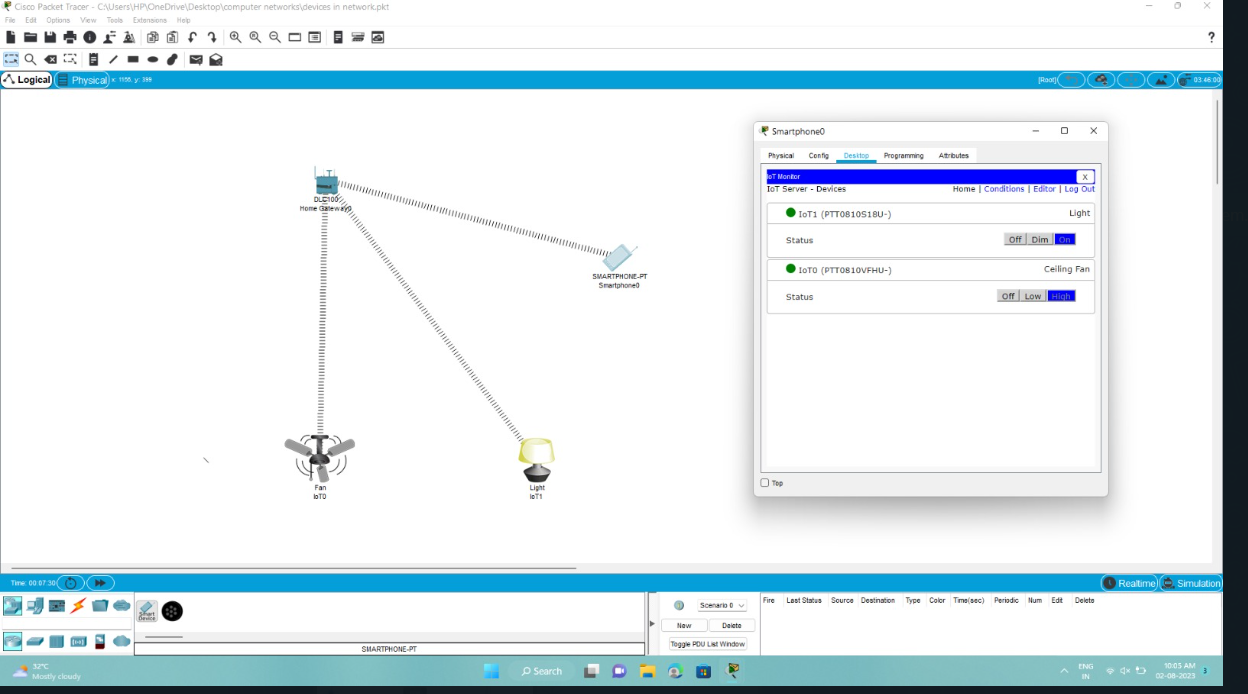 Cisco Packet Tracer - C:\Users\HP\OneDrive\Desktop\computer networks\devices in network.pkt
File Edit Options View Tools Extensions Help
?
Logical Physical x: 1155, y: 399 [Root] 03:46:00
DLC100
Home Gateway0
SMARTPHONE-PT
Smartphone0
Fan
IoT0
Light
IoT1
Smartphone0
Physical Config Desktop Programming Attributes
IoT Monitor X
IoT Server - Devices Home | Conditions | Editor | Log Out
IoT1 (PTT0810S18U-) Light
Status Off Dim On
IoT0 (PTT0810VFHU-) Ceiling Fan
Status Off Low High
Top
Time: 00:07:30 Realtime Simulation
Smart Device
SMARTPHONE-PT
Scenario 0
New Delete
Toggle PDU List Window
Fire Last Status Source Destination Type Color Time(sec) Periodic Num Edit Delete
32°C
Mostly cloudy
Search
ENG
IN
10:05 AM
02-08-2023
3